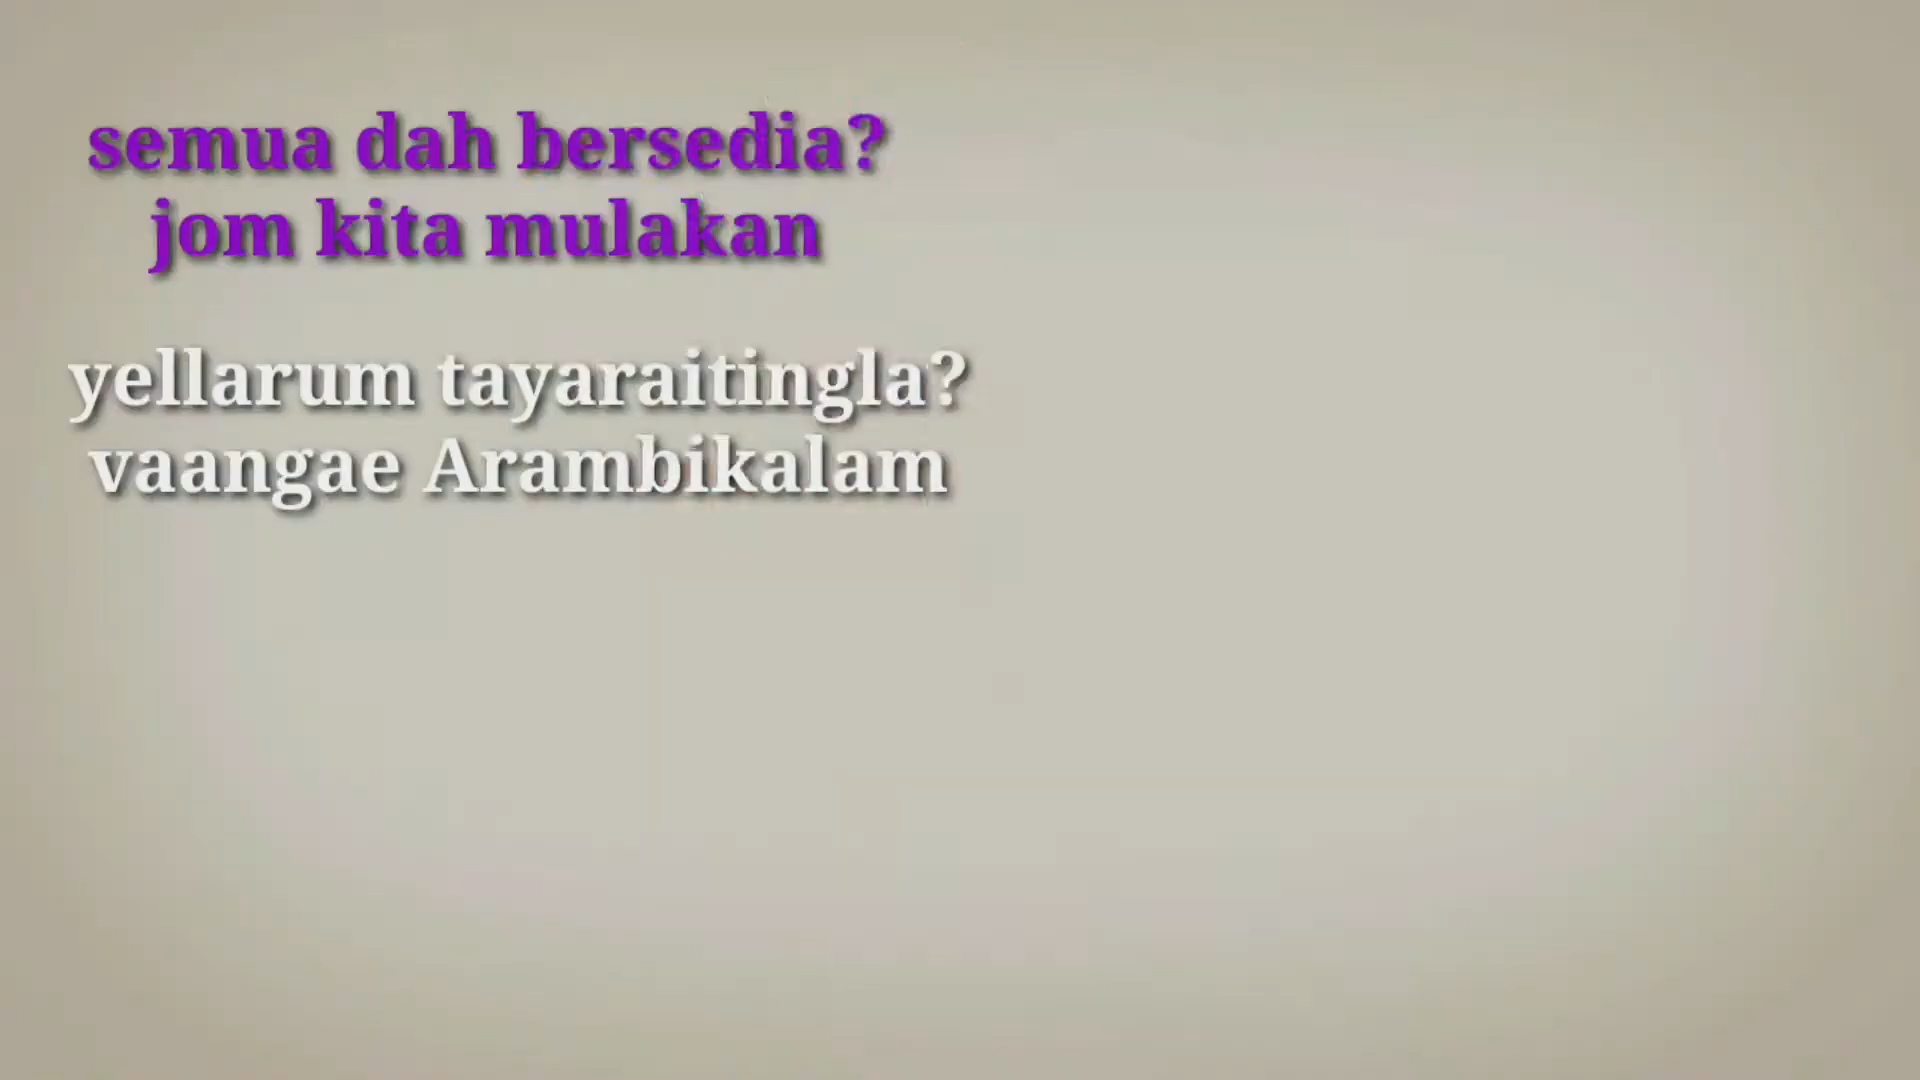 semua dah bersedia?
jom kita mulakan
yellarum tayaraitingla?
vaangae Arambikalam